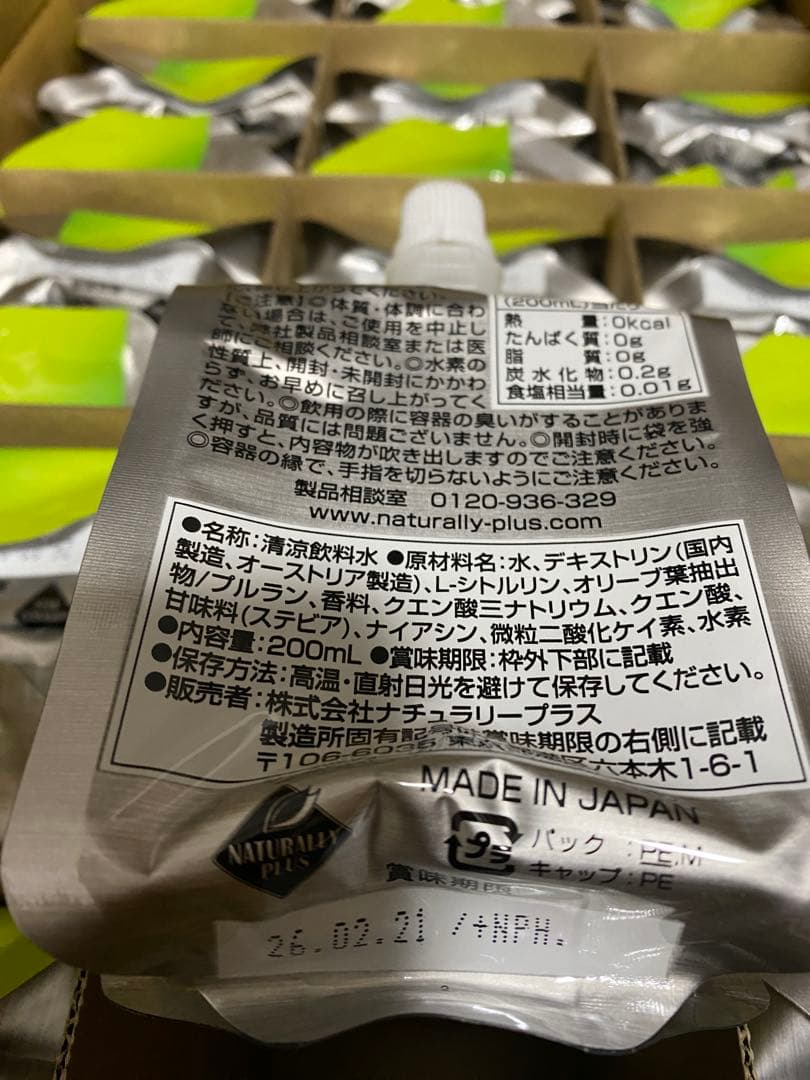 【ご注意】◎体質・体調に合わ
ない場合は、ご使用を中止し
て、弊社製品相談室または医
師にご相談ください。◎水素の
性質上、開封・未開封にかかわ
らず、お早めに召し上がってく
ださい。◎飲用の際に容器の臭いがすることがありま
すが、品質には問題ございません。◎開封時に袋を強
く押すと、内容物が吹き出しますのでご注意ください。
◎容器の縁で、手指を切らないようにご注意ください。
(200mL)当たり
熱量:0kcal
たんぱく質:0g
脂質:0g
炭水化物:0.2g
食塩相当量:0.01g
製品相談室 0120-936-329
www.naturally-plus.com
●名称:清涼飲料水 ●原材料名:水、デキストリン(国内
製造、オーストリア製造)、L-シトルリン、オリーブ葉抽出
物/プルラン、香料、クエン酸三ナトリウム、クエン酸、
甘味料(ステビア)、ナイアシン、微粒二酸化ケイ素、水素
●内容量:200mL ●賞味期限:枠外下部に記載
●保存方法:高温・直射日光を避けて保存してください。
●販売者:株式会社ナチュラリープラス
製造所固有記号は賞味期限の右側に記載
〒106-6035 六本木1-6-1
MADE IN JAPAN
NATURALLY
PLUS
プラ
パック:PE,M
キャップ:PE
賞味期限
26.02.21 /+NPH.